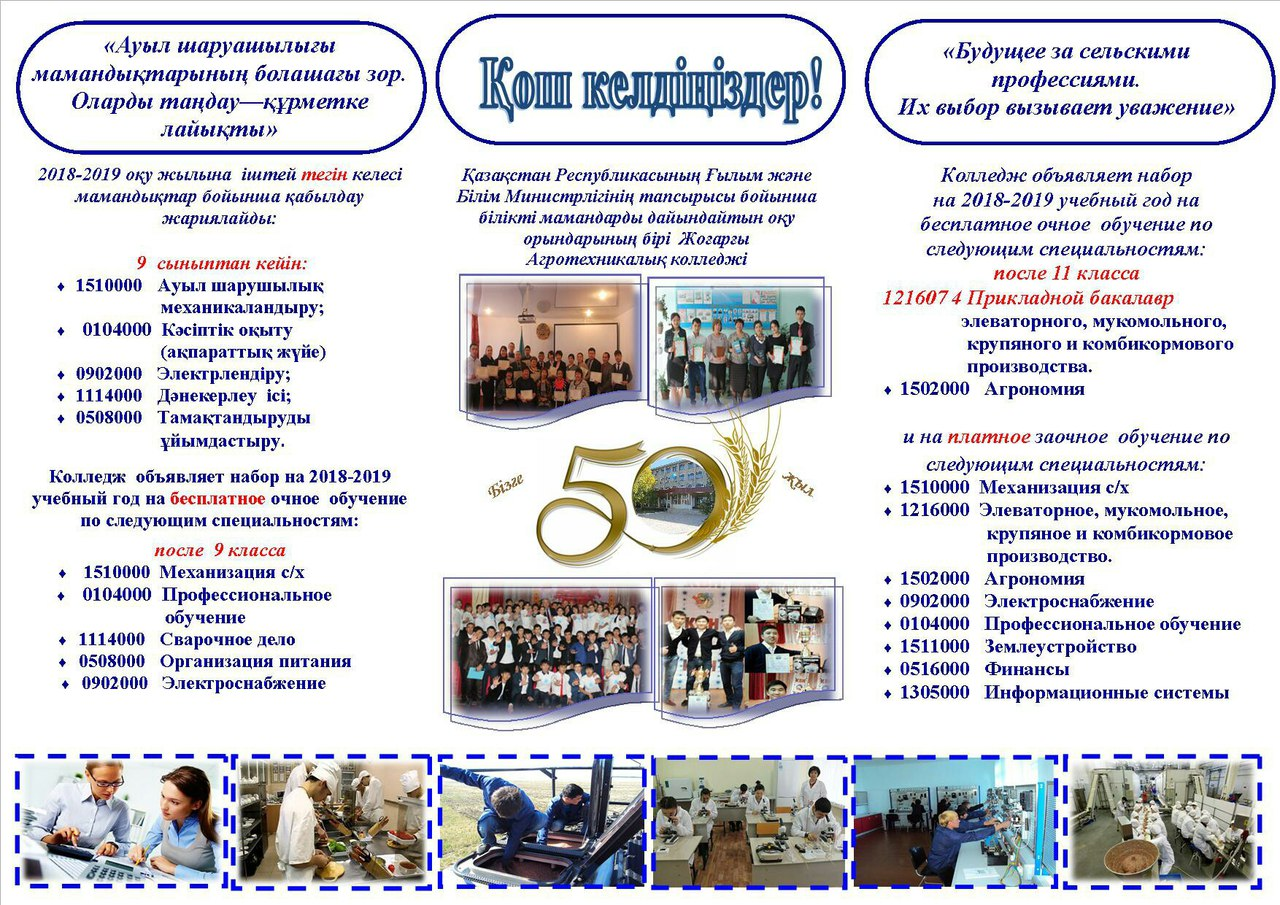 «Ауыл шаруашылығы
мамандықтарының болашағы зор.
Оларды таңдау—құрметке
лайықты»
2018-2019 оқу жылына іштей тегін келесі
мамандықтар бойынша қабылдау
жариялайды:
9 сыныптан кейін:
♦ 1510000 Ауыл шарушылық
механикаландыру;
♦ 0104000 Кәсіптік оқыту
(ақпараттық жүйе)
♦ 0902000 Электрлендіру;
♦ 1114000 Дәнекерлеу ісі;
♦ 0508000 Тамақтандыруды
ұйымдастыру.
Колледж объявляет набор на 2018-2019
учебный год на бесплатное очное обучение
по следующим специальностям:
после 9 класса
♦ 1510000 Механизация с/х
♦ 0104000 Профессиональное
обучение
♦ 1114000 Сварочное дело
♦ 0508000 Организация питания
♦ 0902000 Электроснабжение
Қош келдіңіздер!
Қазақстан Республикасының Ғылым және
Білім Министрлігінің тапсырысы бойынша
білікті мамандарды дайындайтын оқу
орындарының бірі Жоғарғы
Агротехникалық колледжі
Бізге 50 жыл
«Будущее за сельскими
профессиями.
Их выбор вызывает уважение»
Колледж объявляет набор
на 2018-2019 учебный год на
бесплатное очное обучение по
следующим специальностям:
после 11 класса
121607 4 Прикладной бакалавр
элеваторного, мукомольного,
крупяного и комбикормового
производства.
♦ 1502000 Агрономия
и на платное заочное обучение по
следующим специальностям:
♦ 1510000 Механизация с/х
♦ 1216000 Элеваторное, мукомольное,
крупяное и комбикормовое
производство.
♦ 1502000 Агрономия
♦ 0902000 Электроснабжение
♦ 0104000 Профессиональное обучение
♦ 1511000 Землеустройство
♦ 0516000 Финансы
♦ 1305000 Информационные системы